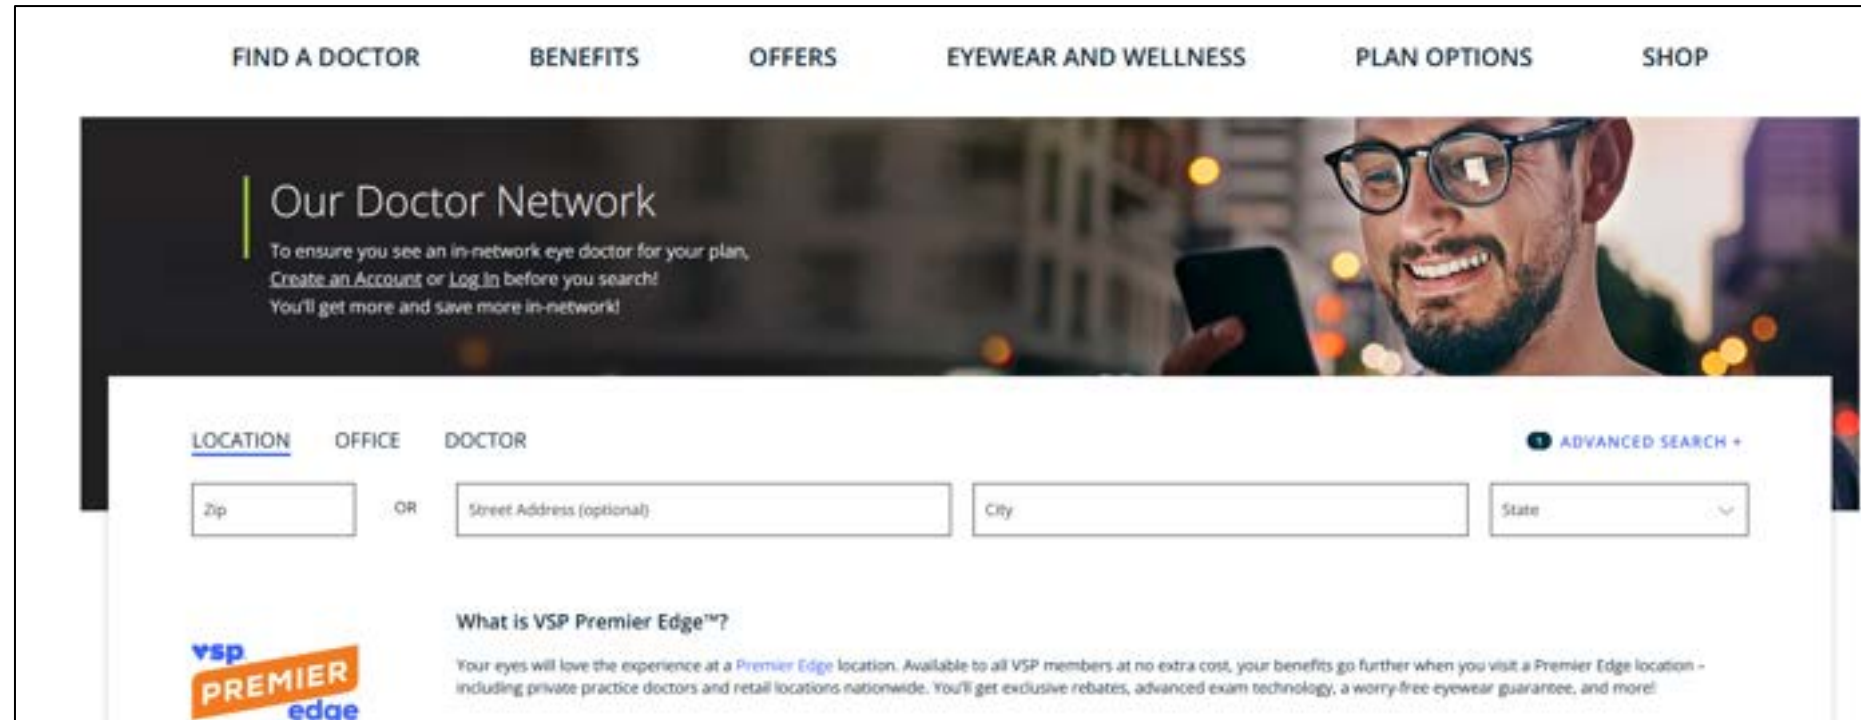 FIND A DOCTOR BENEFITS OFFERS EYEWEAR AND WELLNESS PLAN OPTIONS SHOP
Our Doctor Network
To ensure you see an in-network eye doctor for your plan,
Create an Account or Log In before you search!
You'll get more and save more in-network!
LOCATION OFFICE DOCTOR 1 ADVANCED SEARCH +
Zip OR Street Address (optional) City State
What is VSP Premier Edge™?
vsp
PREMIER
edge
Your eyes will love the experience at a Premier Edge location. Available to all VSP members at no extra cost, your benefits go further when you visit a Premier Edge location –
including private practice doctors and retail locations nationwide. You'll get exclusive rebates, advanced exam technology, a worry-free eyewear guarantee, and more!